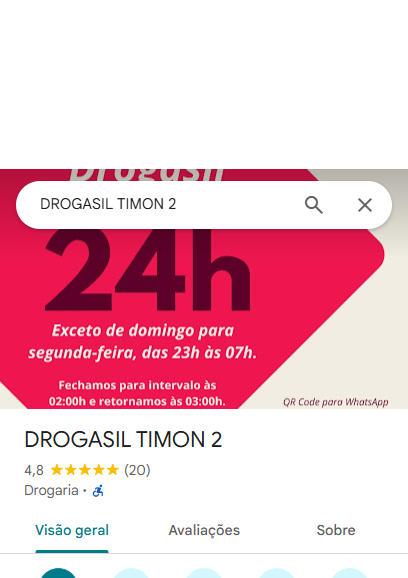 Drogasil
DROGASIL TIMON 2
24h
Exceto de domingo para
segunda-feira, das 23h às 07h.
Fechamos para intervalo às
02:00h e retornamos às 03:00h.
QR Code para WhatsApp
DROGASIL TIMON 2
4,8 ★★★★★ (20)
Drogaria ·
Visão geral
Avaliações
Sobre